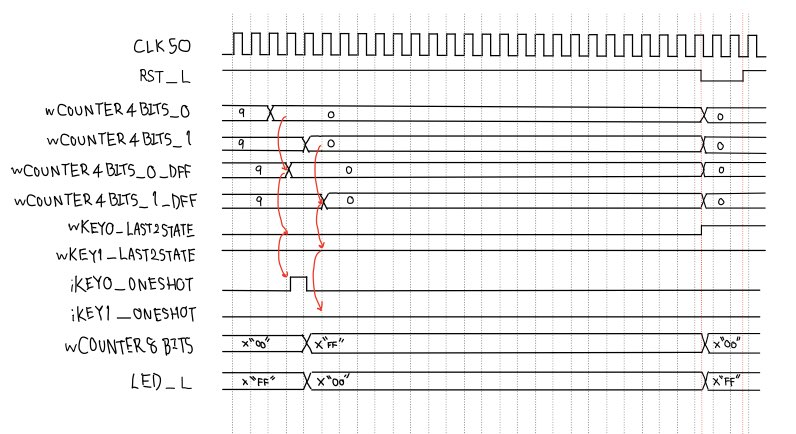 CLK50
RST_L
wCOUNTER4BITS_0 9 0 0
wCOUNTER4BITS_1 9 0 0
wCOUNTER4BITS_0_DFF 9 0 0
wCOUNTER4BITS_1_DFF 9 0 0
wKEY0_LAST2STATE
wKEY1_LAST2STATE
iKEY0_ONESHOT
iKEY1_ONESHOT
wCOUNTER8BITS x"00" x"FF" x"00"
LED_L x"FF" x"00" x"FF"